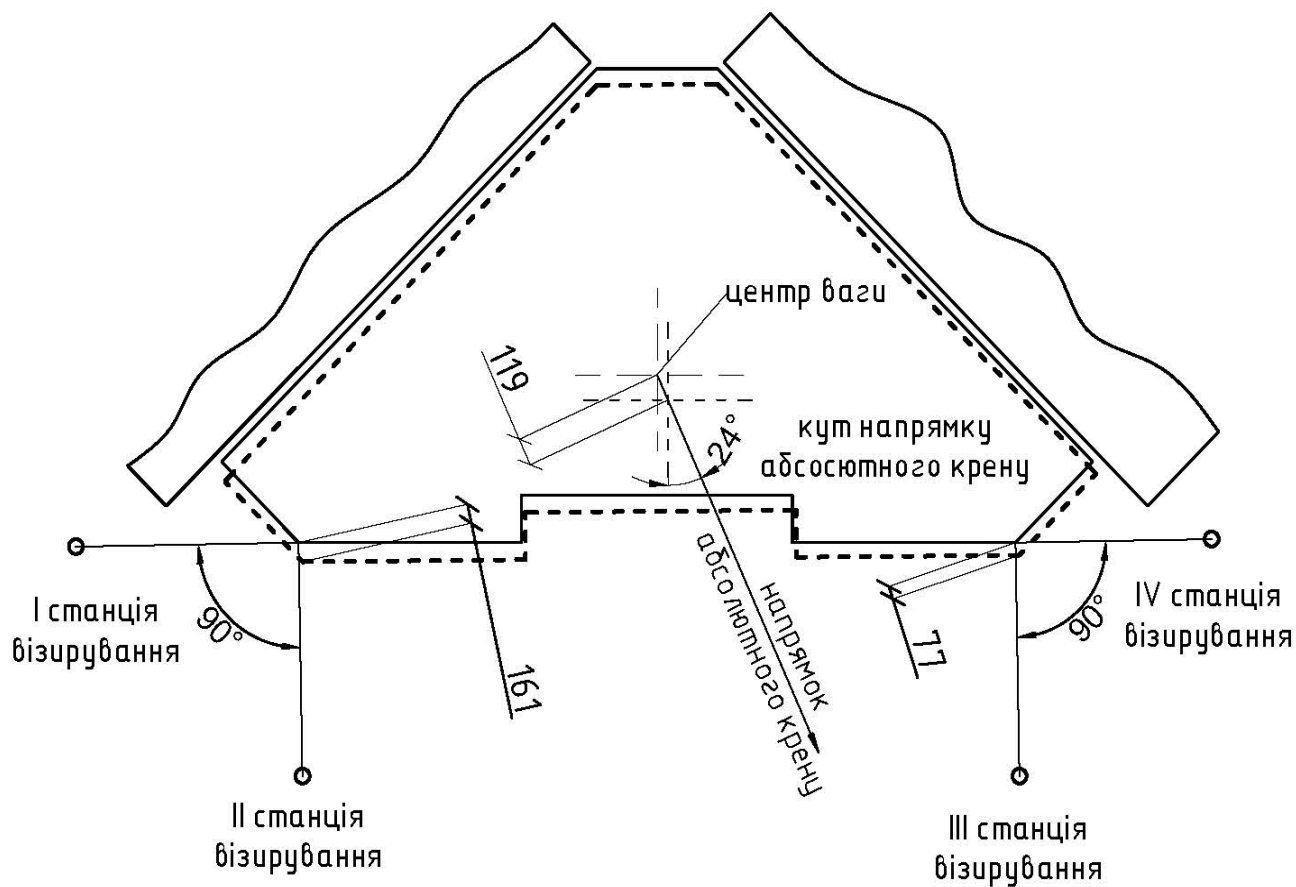 центр ваги
119
24°
кут напрямку
абсосютного крену
напрямок
абсолютного крену
I станція
візирування
90°
161
77
90°
IV станція
візирування
II станція
візирування
III станція
візирування